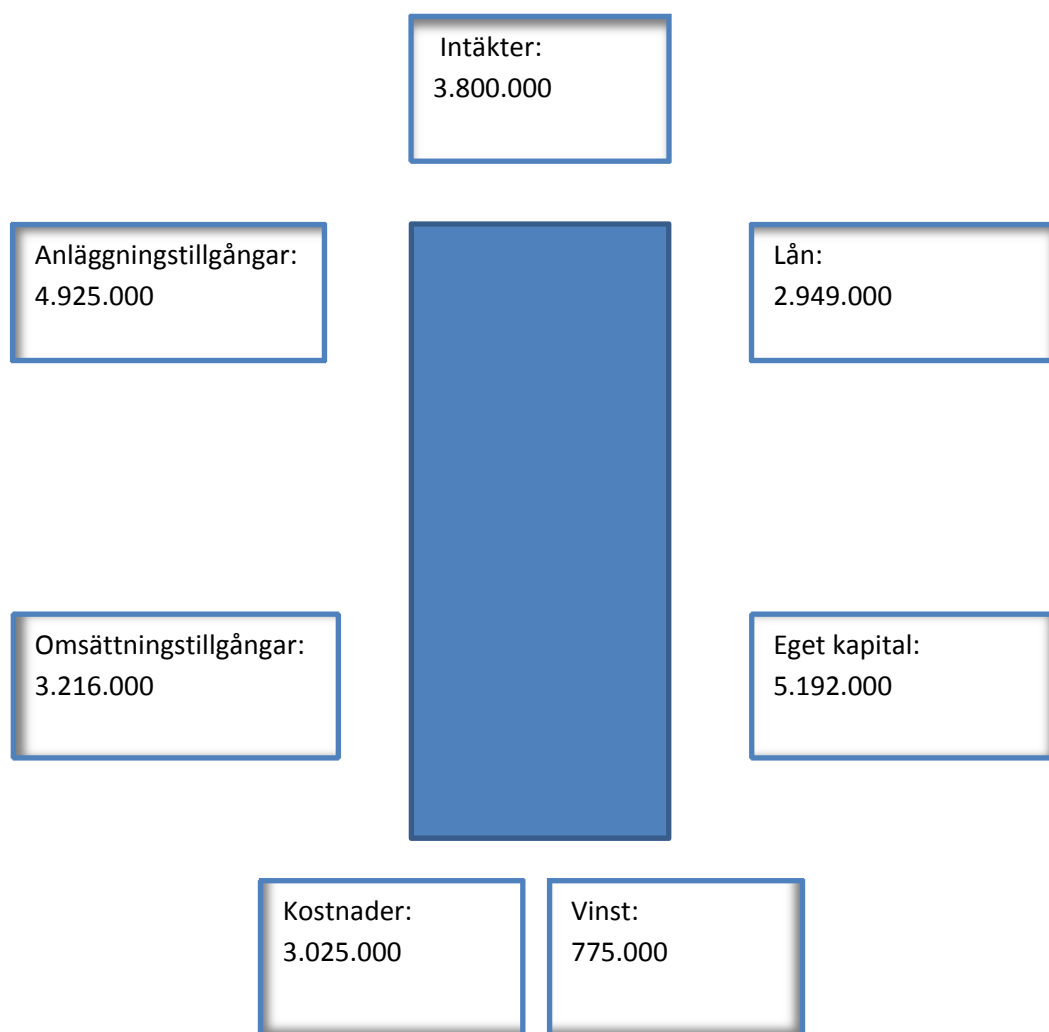 Intäkter:
3.800.000
Anläggningstillgångar:
4.925.000
Lån:
2.949.000
Omsättningstillgångar:
3.216.000
Eget kapital:
5.192.000
Kostnader:
3.025.000
Vinst:
775.000